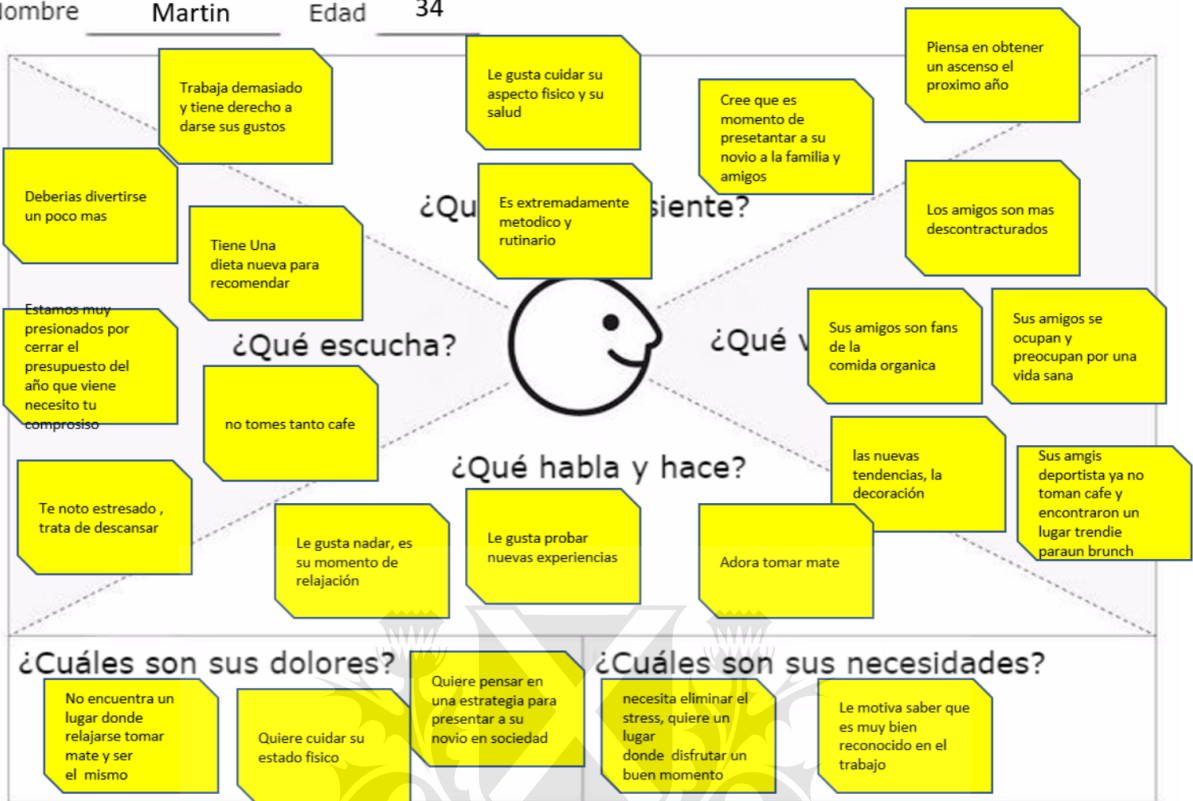 Nombre Martin Edad 34
Trabaja demasiado
y tiene derecho a
darse sus gustos
Le gusta cuidar su
aspecto fisico y su
salud
Cree que es
momento de
presetantar a su
novio a la familia y
amigos
Piensa en obtener
un ascenso el
proximo año
Deberias divertirse
un poco mas
Tiene Una
dieta nueva para
recomendar
¿Qu
siente?
Es extremadamente
metodico y
rutinario
Los amigos son mas
descontracturados
Estamos muy
presionados por
cerrar el
presupuesto del
año que viene
necesito tu
comprosiso
¿Qué escucha?
¿Qué v
Sus amigos son fans
de la
comida organica
Sus amigos se
ocupan y
preocupan por una
vida sana
no tomes tanto cafe
las nuevas
tendencias, la
decoración
Sus amgis
deportista ya no
toman cafe y
encontraron un
lugar trendie
paraun brunch
Te noto estresado ,
trata de descansar
¿Qué habla y hace?
Le gusta nadar, es
su momento de
relajación
Le gusta probar
nuevas experiencias
Adora tomar mate
¿Cuáles son sus dolores?
No encuentra un
lugar donde
relajarse tomar
mate y ser
el  mismo
Quiere cuidar su
estado fisico
Quiere pensar en
una estrategia para
presentar a su
novio en sociedad
¿Cuáles son sus necesidades?
necesita eliminar el
stress, quiere un
lugar
donde  disfrutar un
buen momento
Le motiva saber que
es muy bien
reconocido en el
trabajo